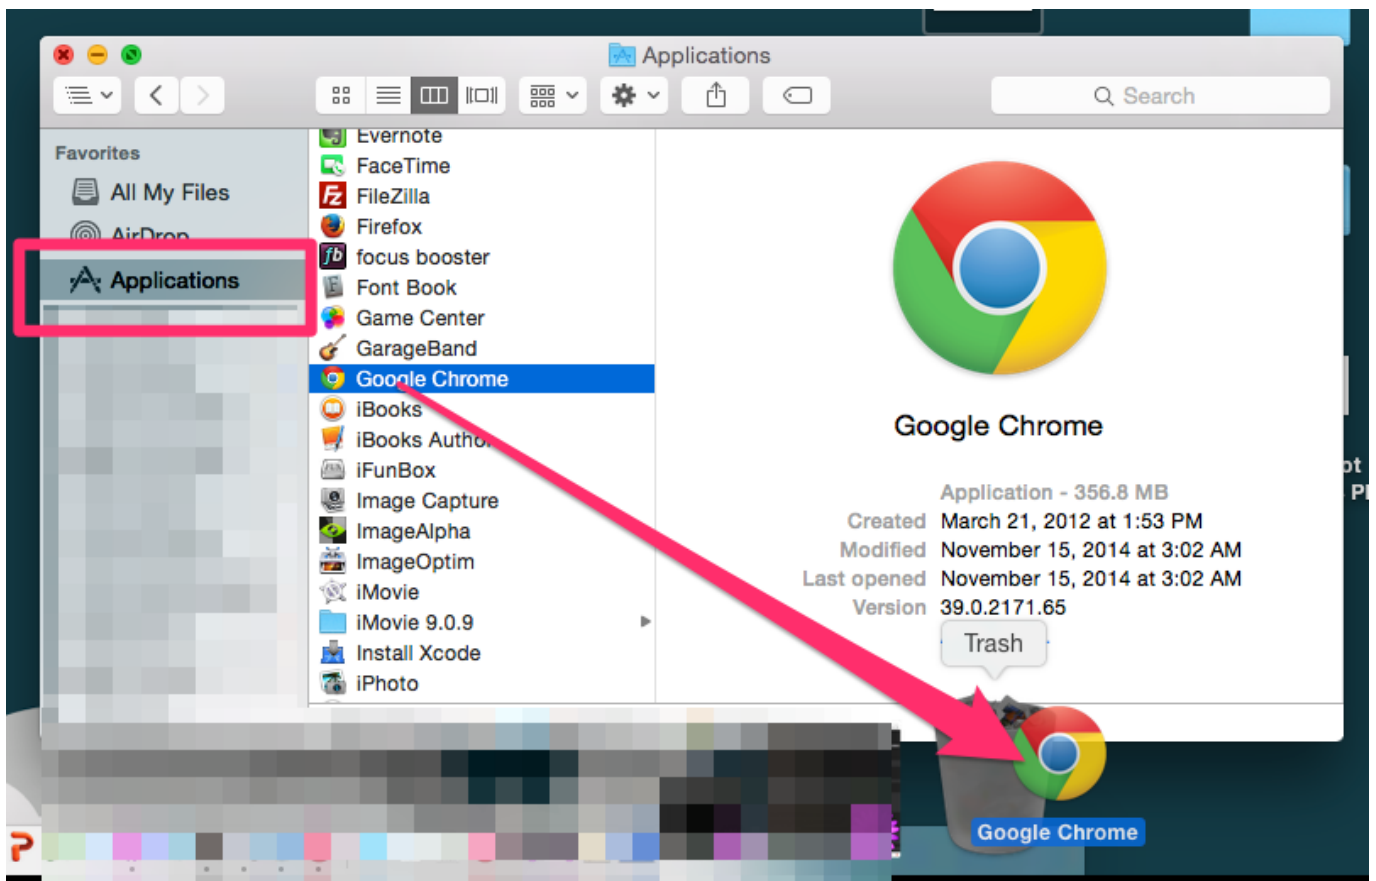 Applications
Search
Favorites
All My Files
AirDrop
Applications
Evernote
FaceTime
FileZilla
Firefox
fb
focus booster
Font Book
Game Center
GarageBand
Google Chrome
iBooks
iBooks Author
iFunBox
Image Capture
ImageAlpha
ImageOptim
iMovie
iMovie 9.0.9
Install Xcode
iPhoto
Google Chrome
Application - 356.8 MB
Created March 21, 2012 at 1:53 PM
Modified November 15, 2014 at 3:02 AM
Last opened November 15, 2014 at 3:02 AM
Version 39.0.2171.65
Trash
Google Chrome